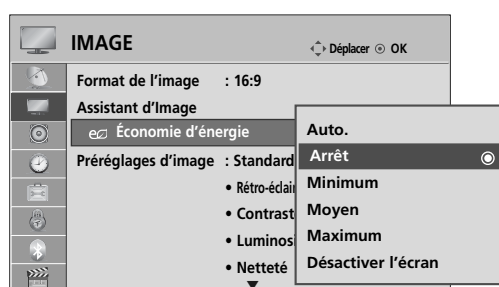 IMAGE
Déplacer OK
Format de l'image : 16:9
Assistant d'Image
Économie d'énergie
Préréglages d'image : Standard
• Contrast
• Netteté
Auto.
Arrêt
Minimum
Moyen
Maximum
Désactiver l'écran